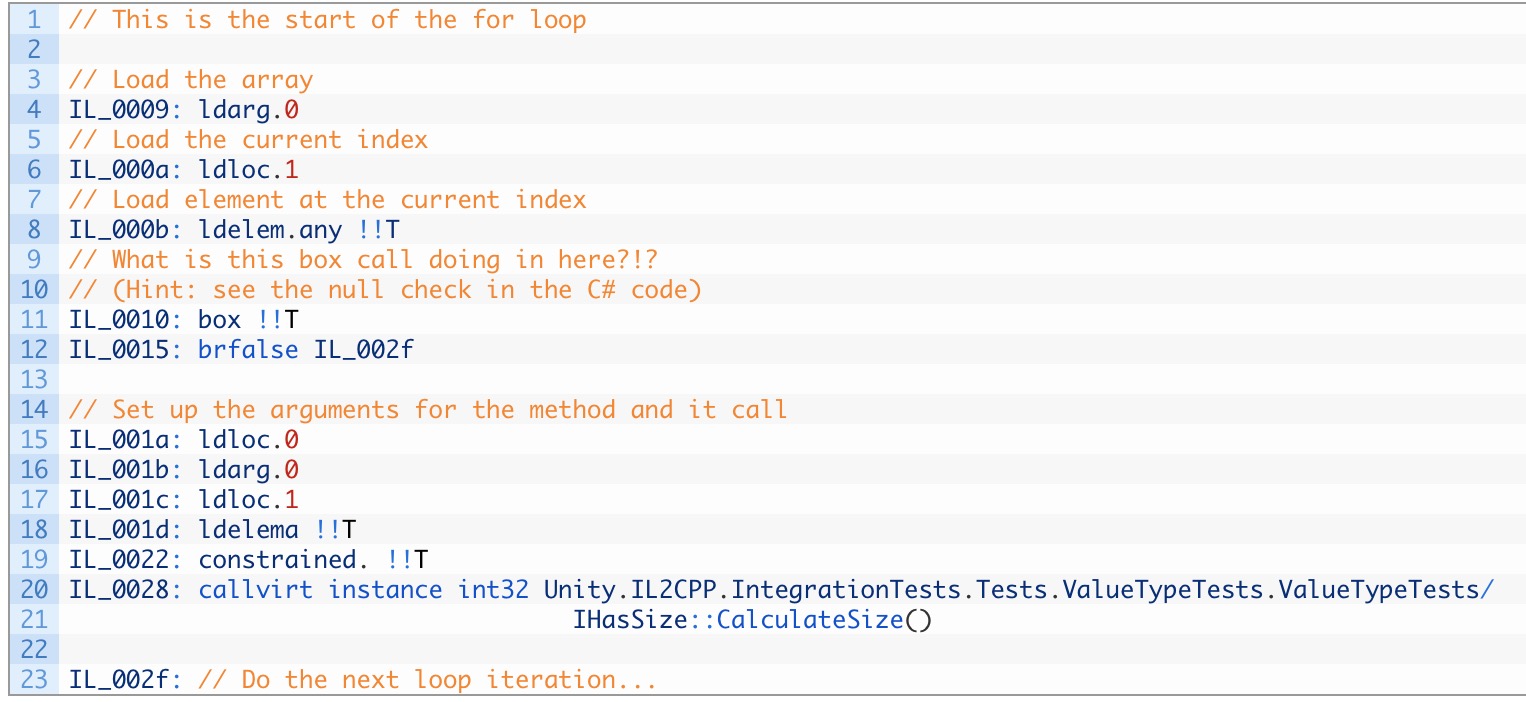 1 // This is the start of the for loop
2
3 // Load the array
4 IL_0009: ldarg.0
5 // Load the current index
6 IL_000a: ldloc.1
7 // Load element at the current index
8 IL_000b: ldelem.any !!T
9 // What is this box call doing in here?!?
10 // (Hint: see the null check in the C# code)
11 IL_0010: box !!T
12 IL_0015: brfalse IL_002f
13
14 // Set up the arguments for the method and it call
15 IL_001a: ldloc.0
16 IL_001b: ldarg.0
17 IL_001c: ldloc.1
18 IL_001d: ldelema !!T
19 IL_0022: constrained. !!T
20 IL_0028: callvirt instance int32 Unity.IL2CPP.IntegrationTests.Tests.ValueTypeTests.ValueTypeTests/
21 IHasSize::CalculateSize()
22
23 IL_002f: // Do the next loop iteration...